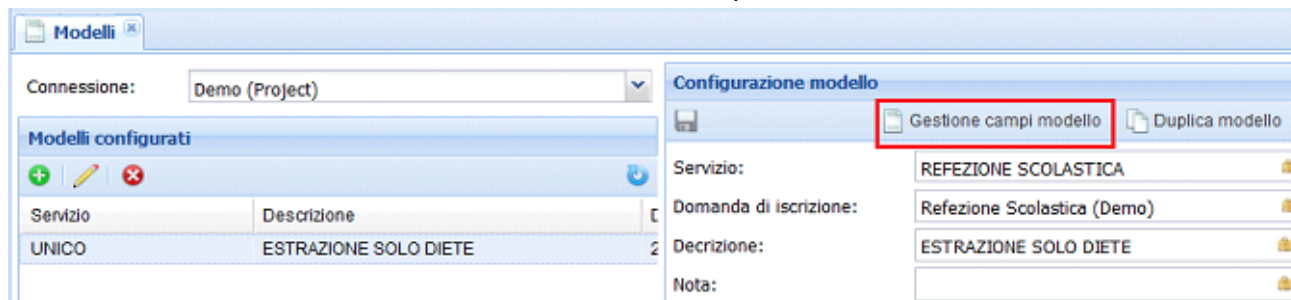 Modelli
Connessione: Demo (Project)
Modelli configurati
Servizio Descrizione
UNICO ESTRAZIONE SOLO DIETE 2
Configurazione modello
Gestione campi modello Duplica modello
Servizio: REFEZIONE SCOLASTICA
Domanda di iscrizione: Refezione Scolastica (Demo)
Decrizione: ESTRAZIONE SOLO DIETE
Nota: